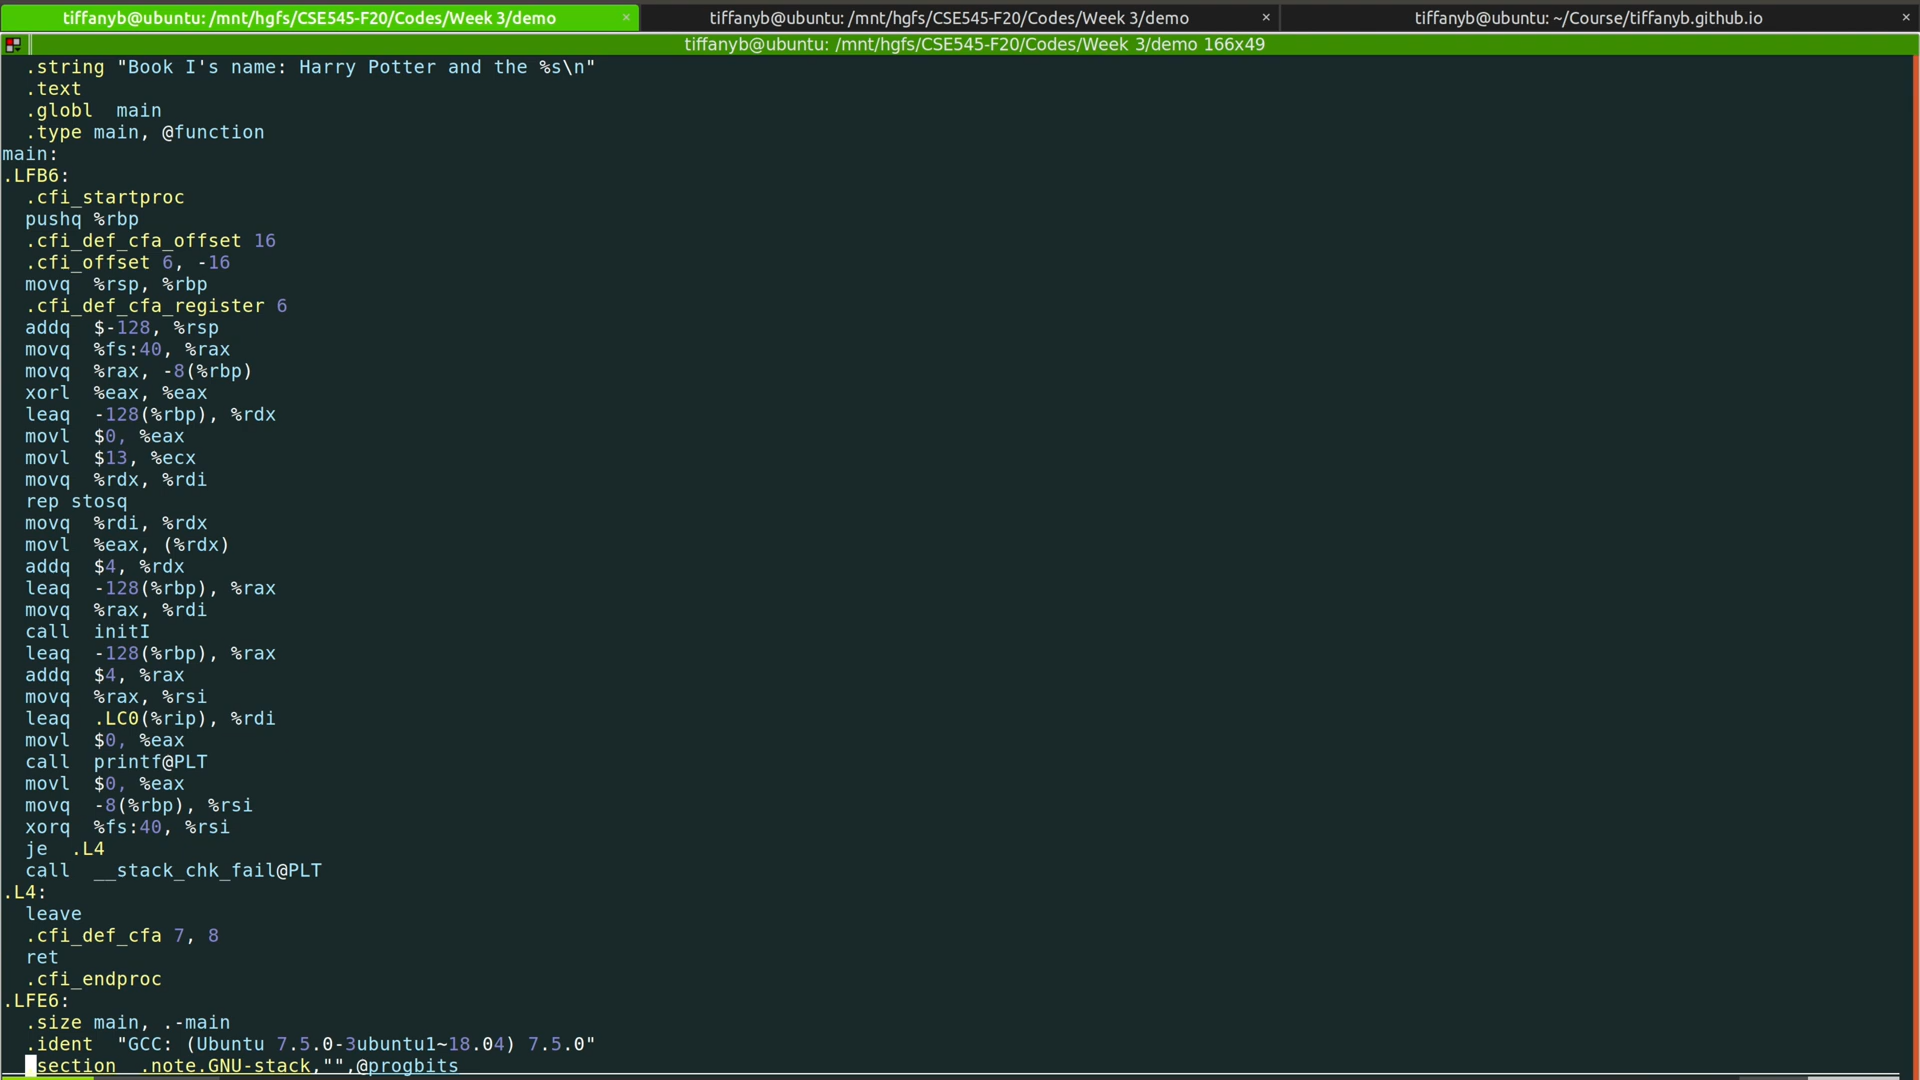 tiffanyb@ubuntu: /mnt/hgfs/CSE545-F20/Codes/Week 3/demo × tiffanyb@ubuntu: /mnt/hgfs/CSE545-F20/Codes/Week 3/demo × tiffanyb@ubuntu: ~/Course/tiffanyb.github.io ×
tiffanyb@ubuntu: /mnt/hgfs/CSE545-F20/Codes/Week 3/demo 166x49
.string "Book I's name: Harry Potter and the %s\n"
.text
.globl main
.type main, @function
main:
.LFB6:
.cfi_startproc
pushq %rbp
.cfi_def_cfa_offset 16
.cfi_offset 6, -16
movq %rsp, %rbp
.cfi_def_cfa_register 6
addq $-128, %rsp
movq %fs:40, %rax
movq %rax, -8(%rbp)
xorl %eax, %eax
leaq -128(%rbp), %rdx
movl $0, %eax
movl $13, %ecx
movq %rdx, %rdi
rep stosq
movq %rdi, %rdx
movl %eax, (%rdx)
addq $4, %rdx
leaq -128(%rbp), %rax
movq %rax, %rdi
call initI
leaq -128(%rbp), %rax
addq $4, %rax
movq %rax, %rsi
leaq .LC0(%rip), %rdi
movl $0, %eax
call printf@PLT
movl $0, %eax
movq -8(%rbp), %rsi
xorq %fs:40, %rsi
je .L4
call __stack_chk_fail@PLT
.L4:
leave
.cfi_def_cfa 7, 8
ret
.cfi_endproc
.LFE6:
.size main, .-main
.ident "GCC: (Ubuntu 7.5.0-3ubuntu1~18.04) 7.5.0"
section .note.GNU-stack,"",@progbits